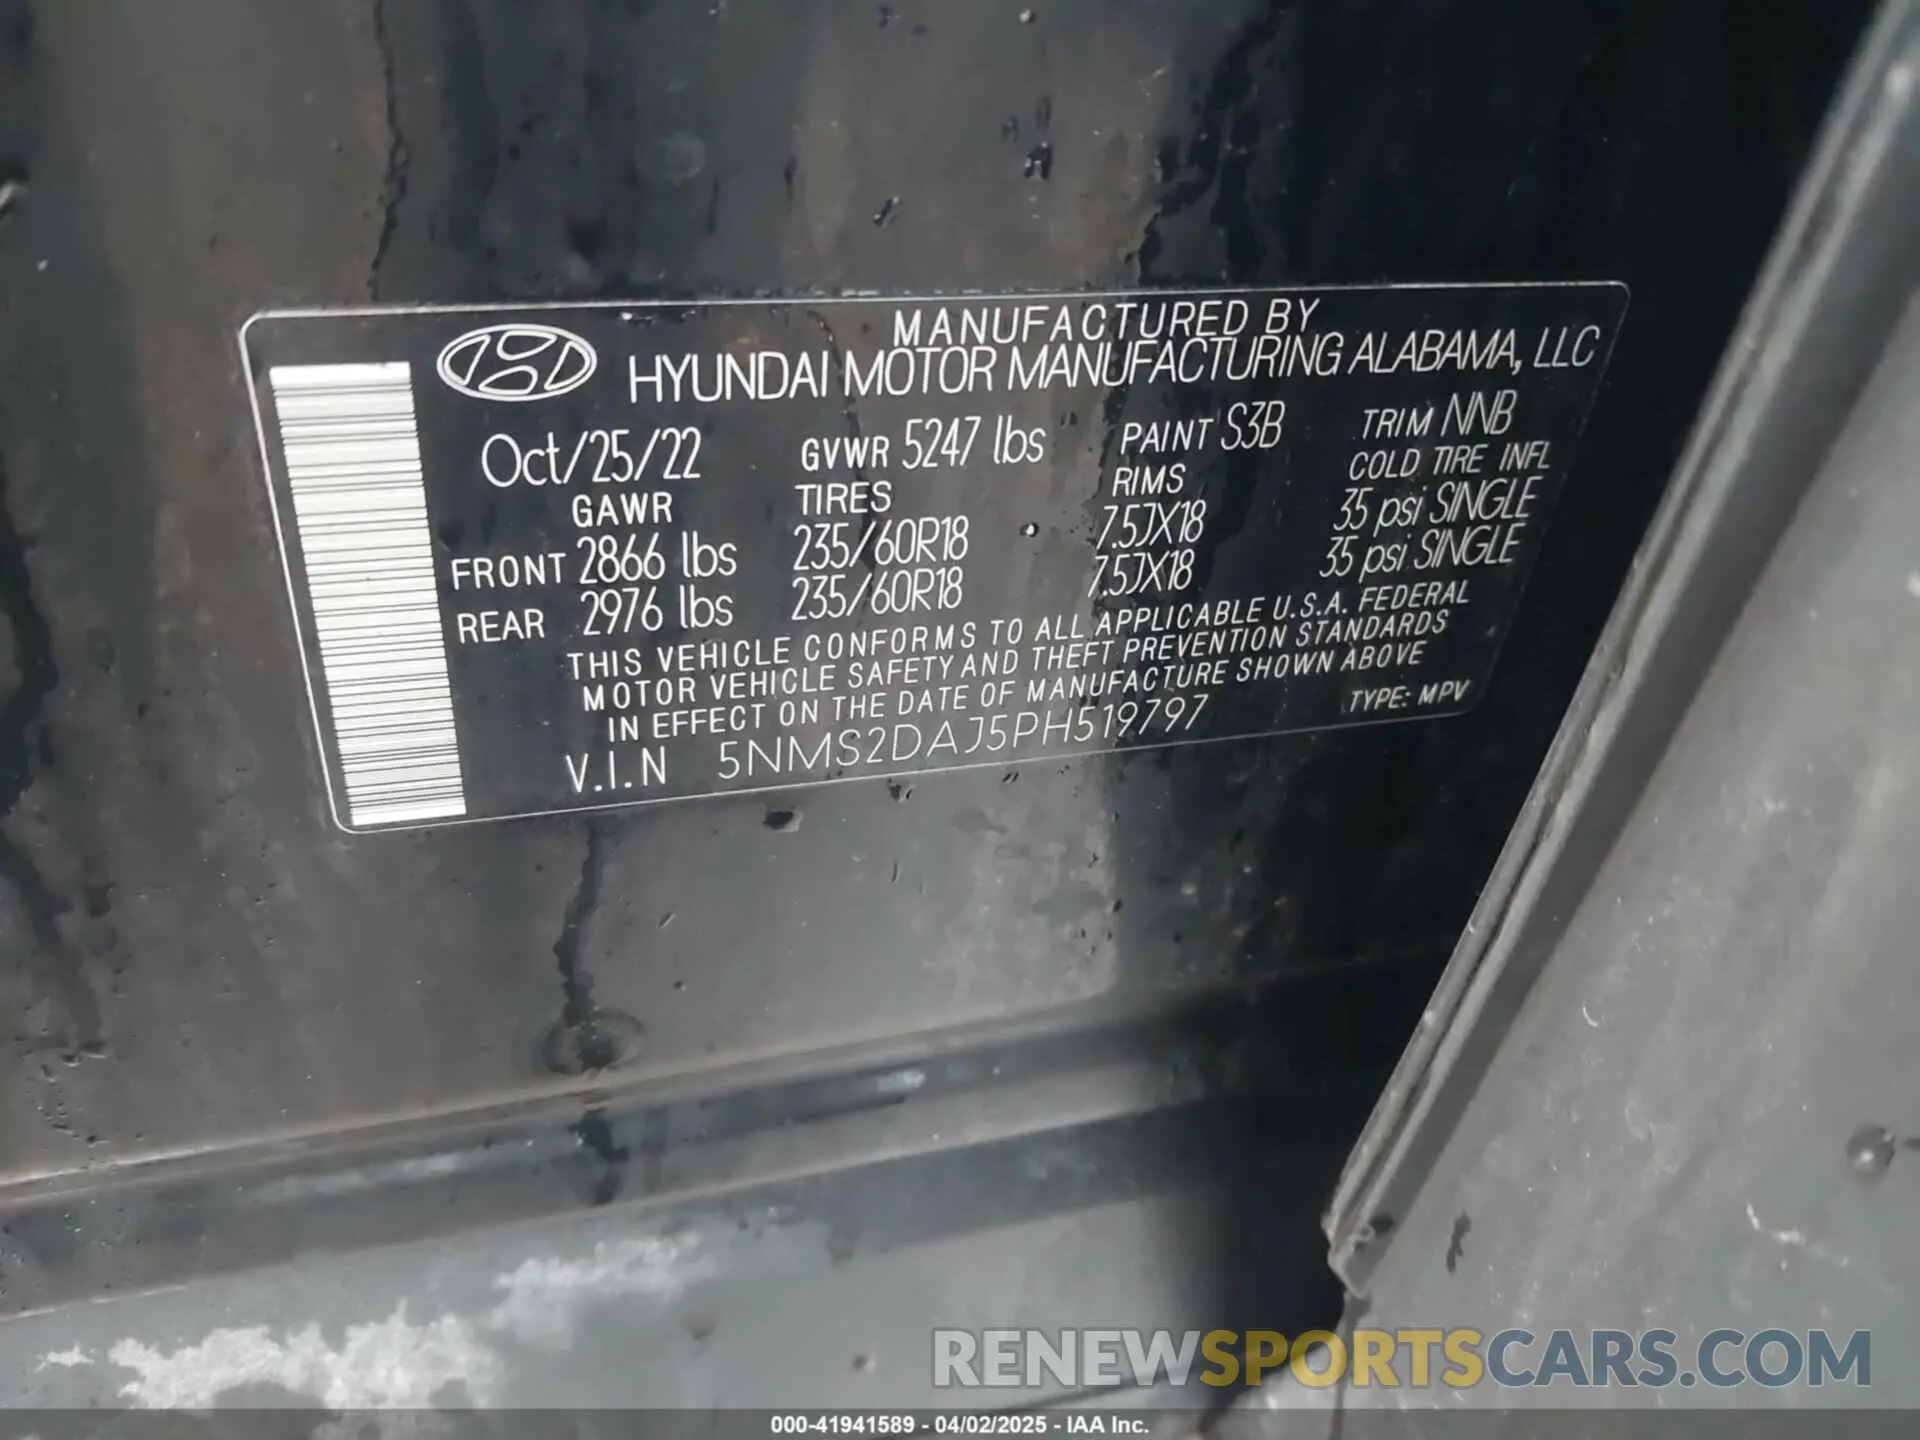 MANUFACTURED BY
HYUNDAI MOTOR MANUFACTURING ALABAMA, LLC
Oct/25/22 GVWR 5247 lbs PAINT S3B TRIM NNB
GAWR TIRES RIMS COLD TIRE INFL
FRONT 2866 lbs 235/60R18 7.5JX18 35 psi SINGLE
REAR 2976 lbs 235/60R18 7.5JX18 35 psi SINGLE
THIS VEHICLE CONFORMS TO ALL APPLICABLE U.S.A. FEDERAL
MOTOR VEHICLE SAFETY AND THEFT PREVENTION STANDARDS
IN EFFECT ON THE DATE OF MANUFACTURE SHOWN ABOVE
V.I.N 5NMS2DAJ5PH519797 TYPE: MPV
RENEWSPORTSCARS.COM
000-41941589 - 04/02/2025 - IAA Inc.